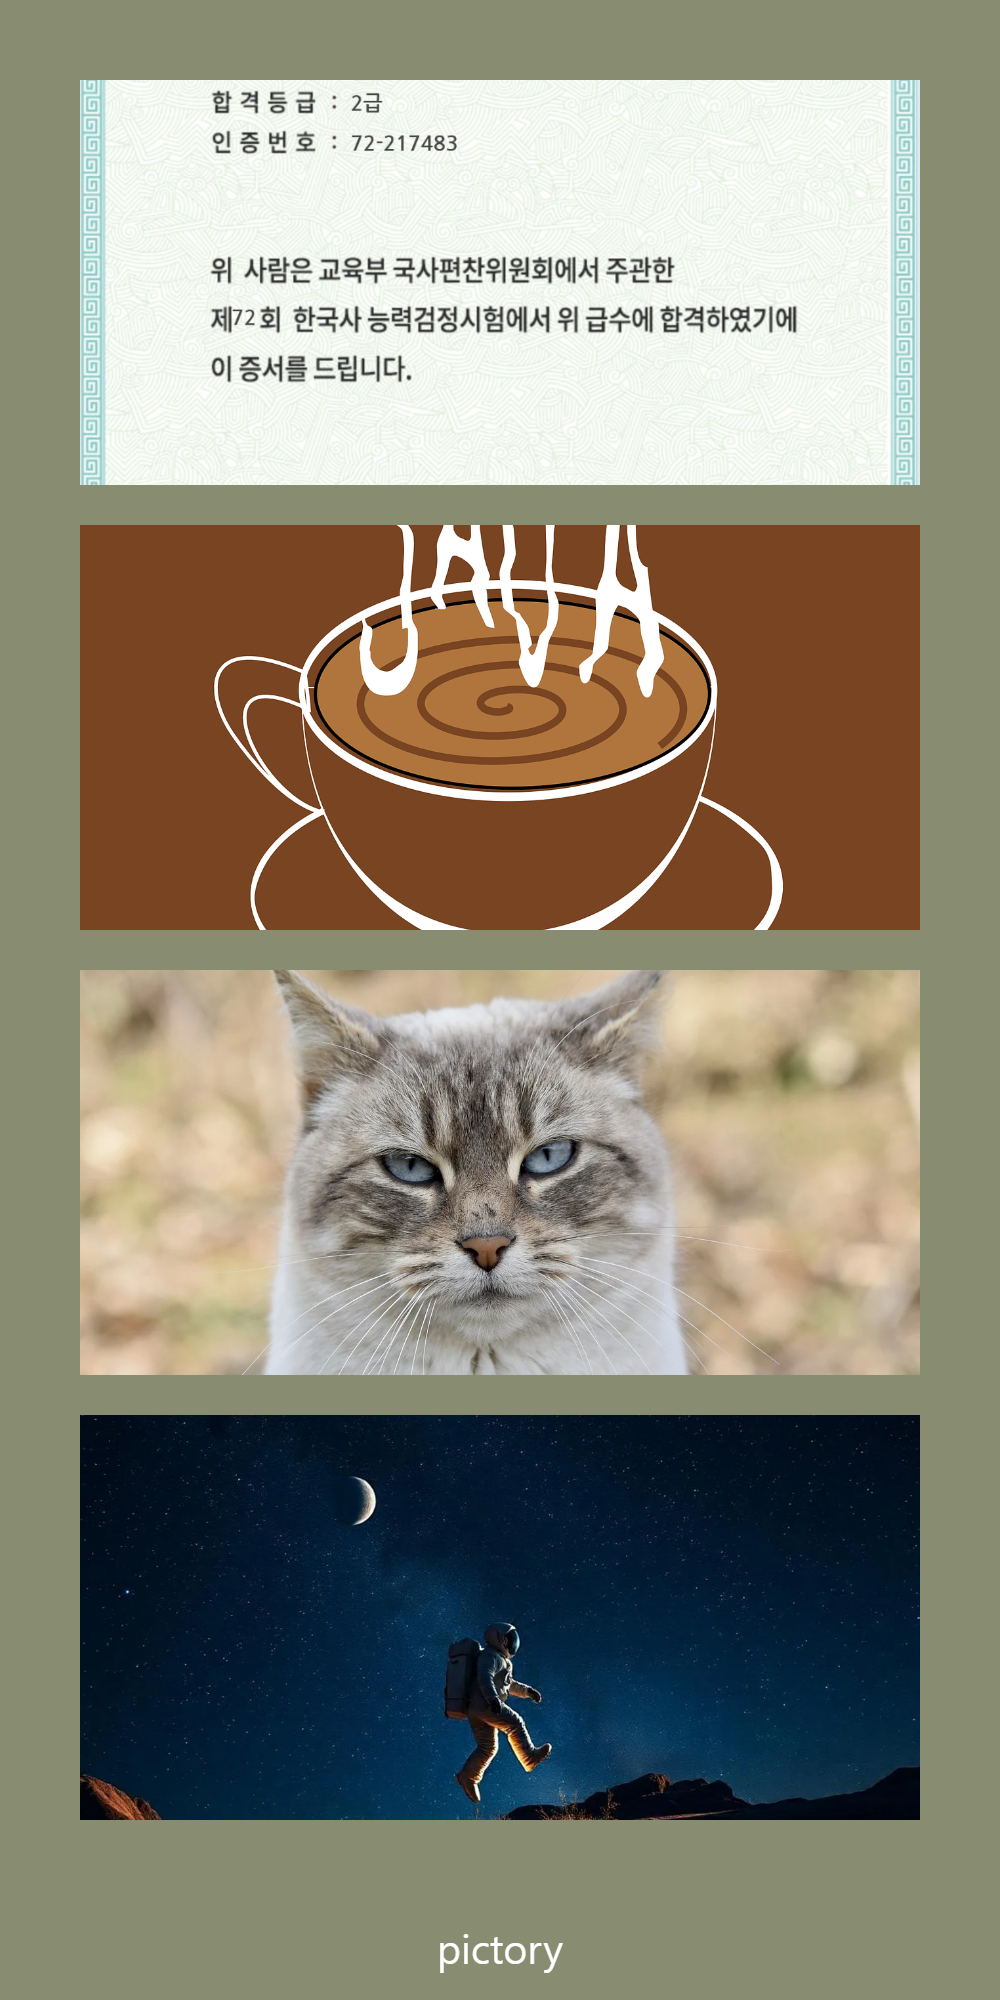 합격등급 : 2급
인증번호 : 72-217483
위 사람은 교육부 국사편찬위원회에서 주관한
제72회 한국사 능력검정시험에서 위 급수에 합격하였기에
이 증서를 드립니다.
JAVA
pictory